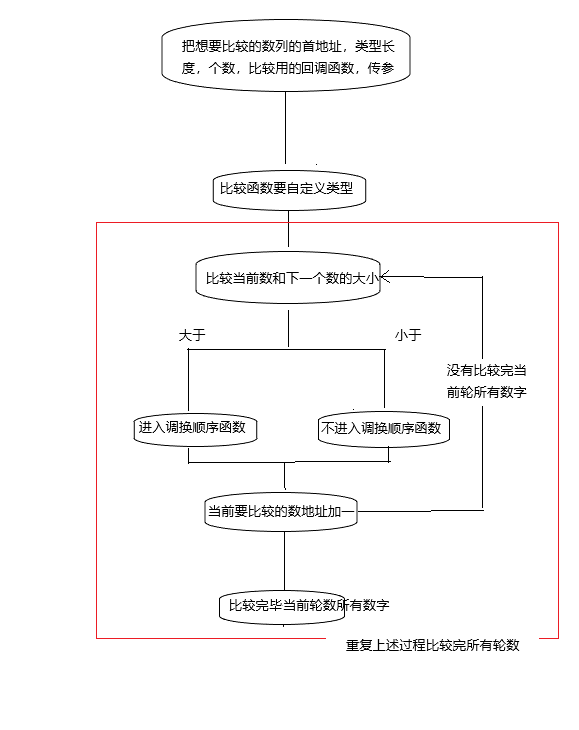 把想要比较的数列的首地址，类型长
度，个数，比较用的回调函数，传参
比较函数要自定义类型
比较当前数和下一个数的大小
大于
小于
没有比较完当
前轮所有数字
进入调换顺序函数
不进入调换顺序函数
当前要比较的数地址加一
比较完毕当前轮数所有数字
重复上述过程比较完所有轮数